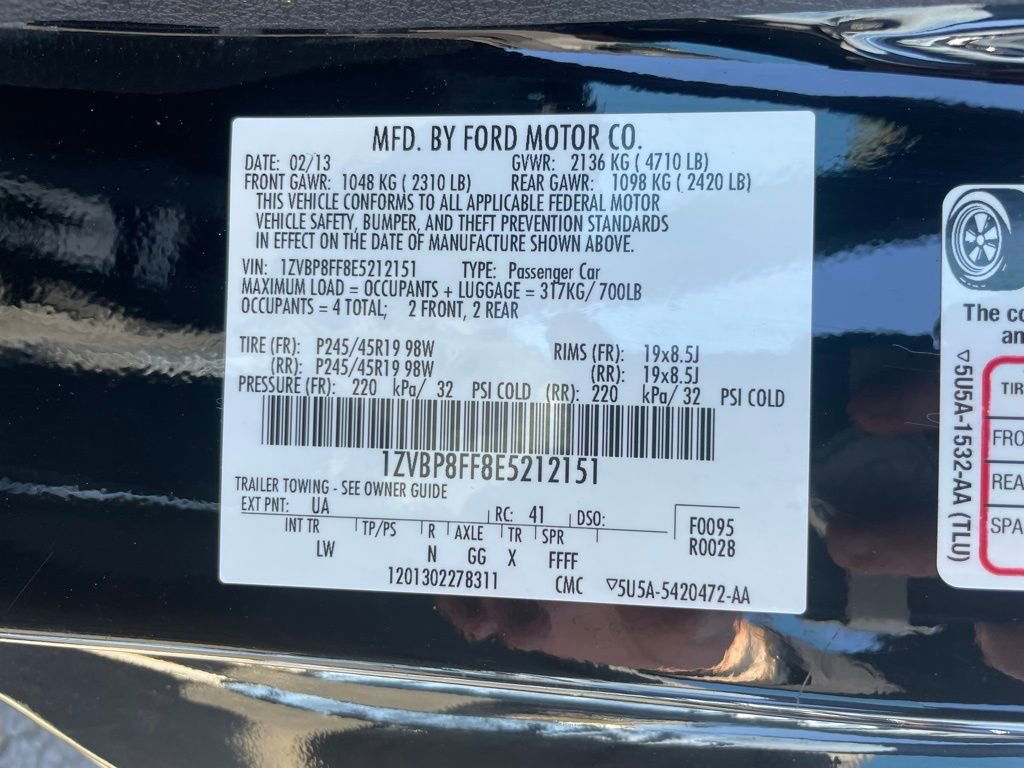 MFD. BY FORD MOTOR CO.
DATE: 02/13 GVWR: 2136 KG ( 4710 LB)
FRONT GAWR: 1048 KG ( 2310 LB) REAR GAWR: 1098 KG ( 2420 LB)
THIS VEHICLE CONFORMS TO ALL APPLICABLE FEDERAL MOTOR
VEHICLE SAFETY, BUMPER, AND THEFT PREVENTION STANDARDS
IN EFFECT ON THE DATE OF MANUFACTURE SHOWN ABOVE.
VIN: 1ZVBP8FF8E5212151 TYPE: Passenger Car
MAXIMUM LOAD = OCCUPANTS + LUGGAGE = 317KG/ 700LB
OCCUPANTS = 4 TOTAL; 2 FRONT, 2 REAR
TIRE (FR): P245/45R19 98W RIMS (FR): 19x8.5J
(RR): P245/45R19 98W (RR): 19x8.5J
PRESSURE (FR): 220 kPa/ 32 PSI COLD (RR): 220 kPa/ 32 PSI COLD
1ZVBP8FF8E5212151
TRAILER TOWING - SEE OWNER GUIDE
EXT PNT: UA RC: 41 DSO:
INT TR TP/PS R AXLE TR SPR
LW N GG X FFFF
F0095
R0028
1201302278311 CMC ▽5U5A-5420472-AA
The co
an
TIR
FRO
REA
SPA
▽5U5A-1532-AA (TLU)